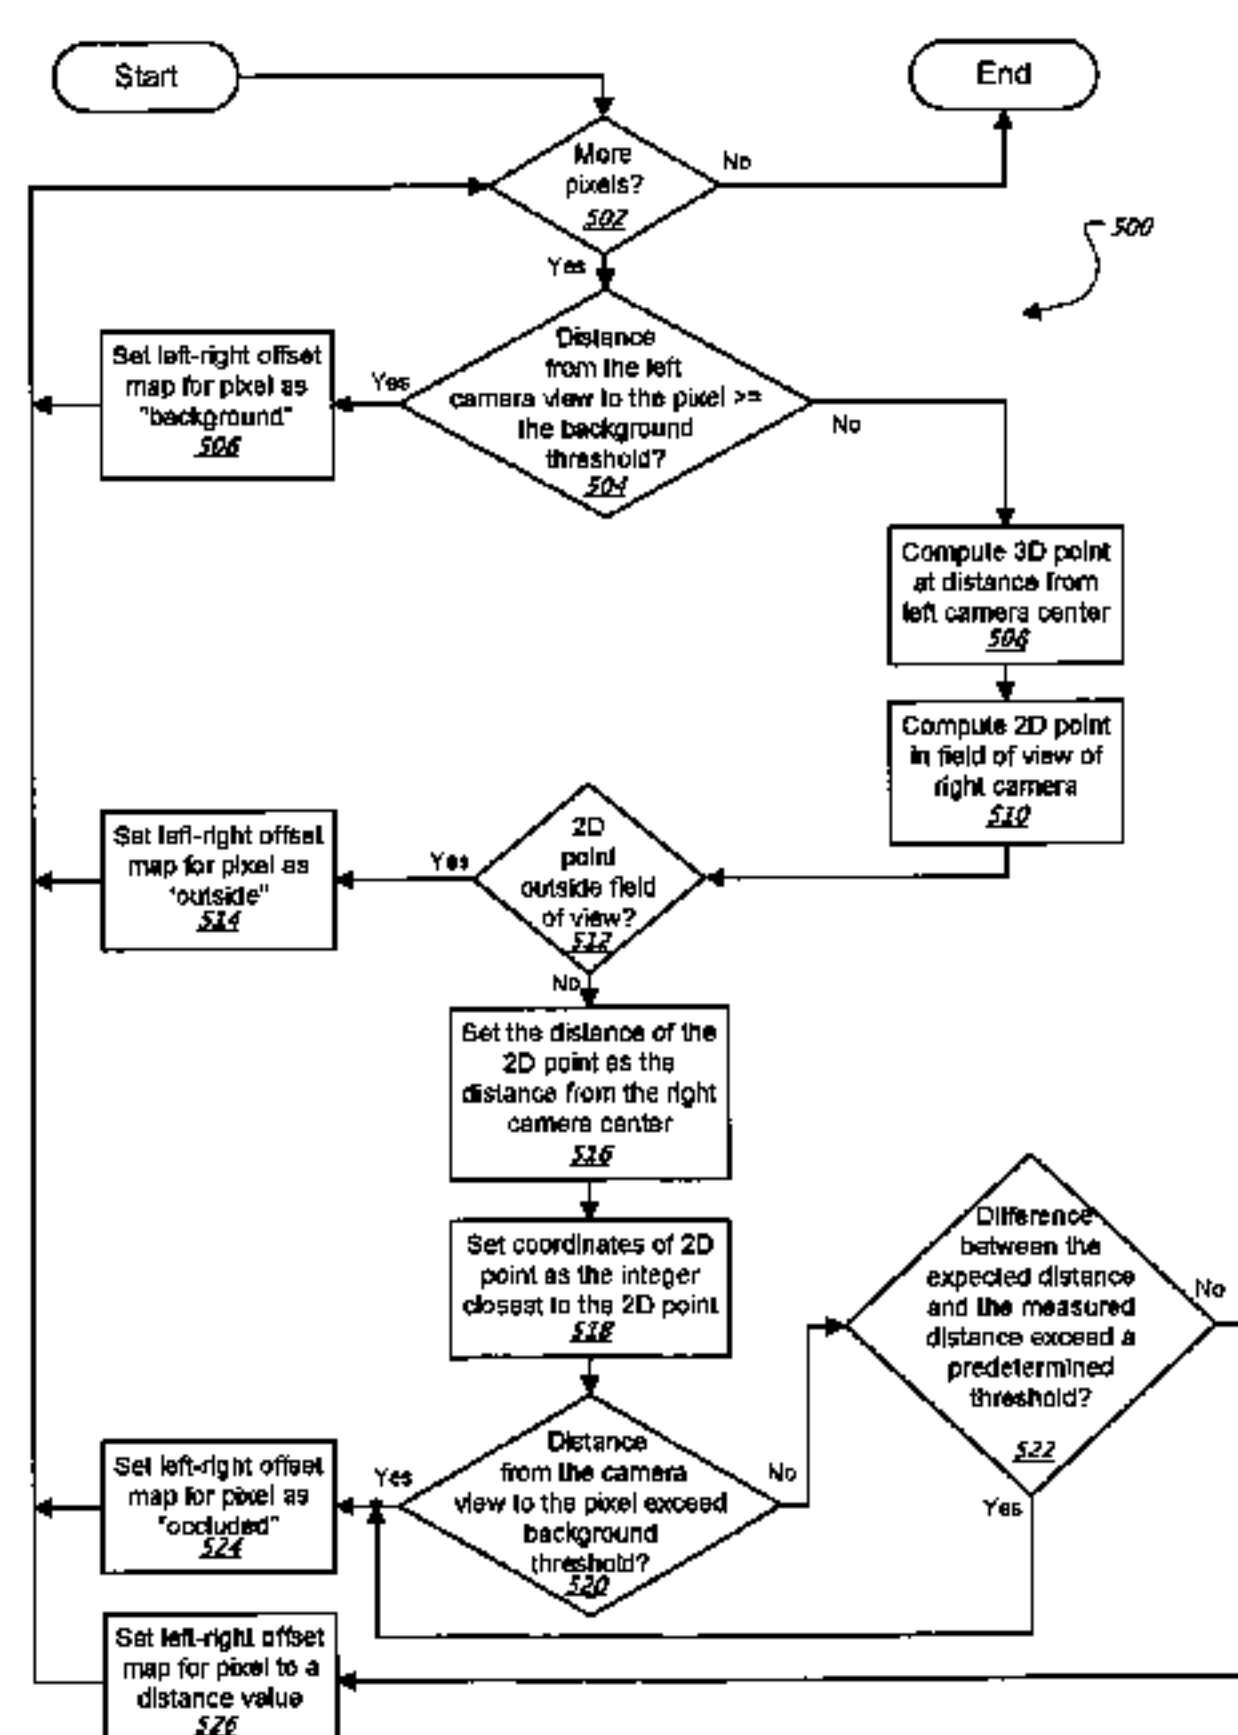 Start
End
More
pixels?
502
No
Yes
500
Distance
from the left
camera view to the pixel >=
the background
threshold?
504
Yes
No
Set left-right offset
map for pixel as
"background"
506
Compute 3D point
at distance from
left camera center
508
Compute 2D point
in field of view of
right camera
510
2D
point
outside field
of view?
512
Yes
No
Set left-right offset
map for pixel as
"outside"
514
Set the distance of the
2D point as the
distance from the right
camera center
516
Set coordinates of 2D
point as the integer
closest to the 2D point
518
Difference
between the
expected distance
and the measured
distance exceed a
predetermined
threshold?
522
No
Yes
Distance
from the camera
view to the pixel exceed
background
threshold?
520
Yes
No
Set left-right offset
map for pixel as
"occluded"
524
Set left-right offset
map for pixel to a
distance value
526